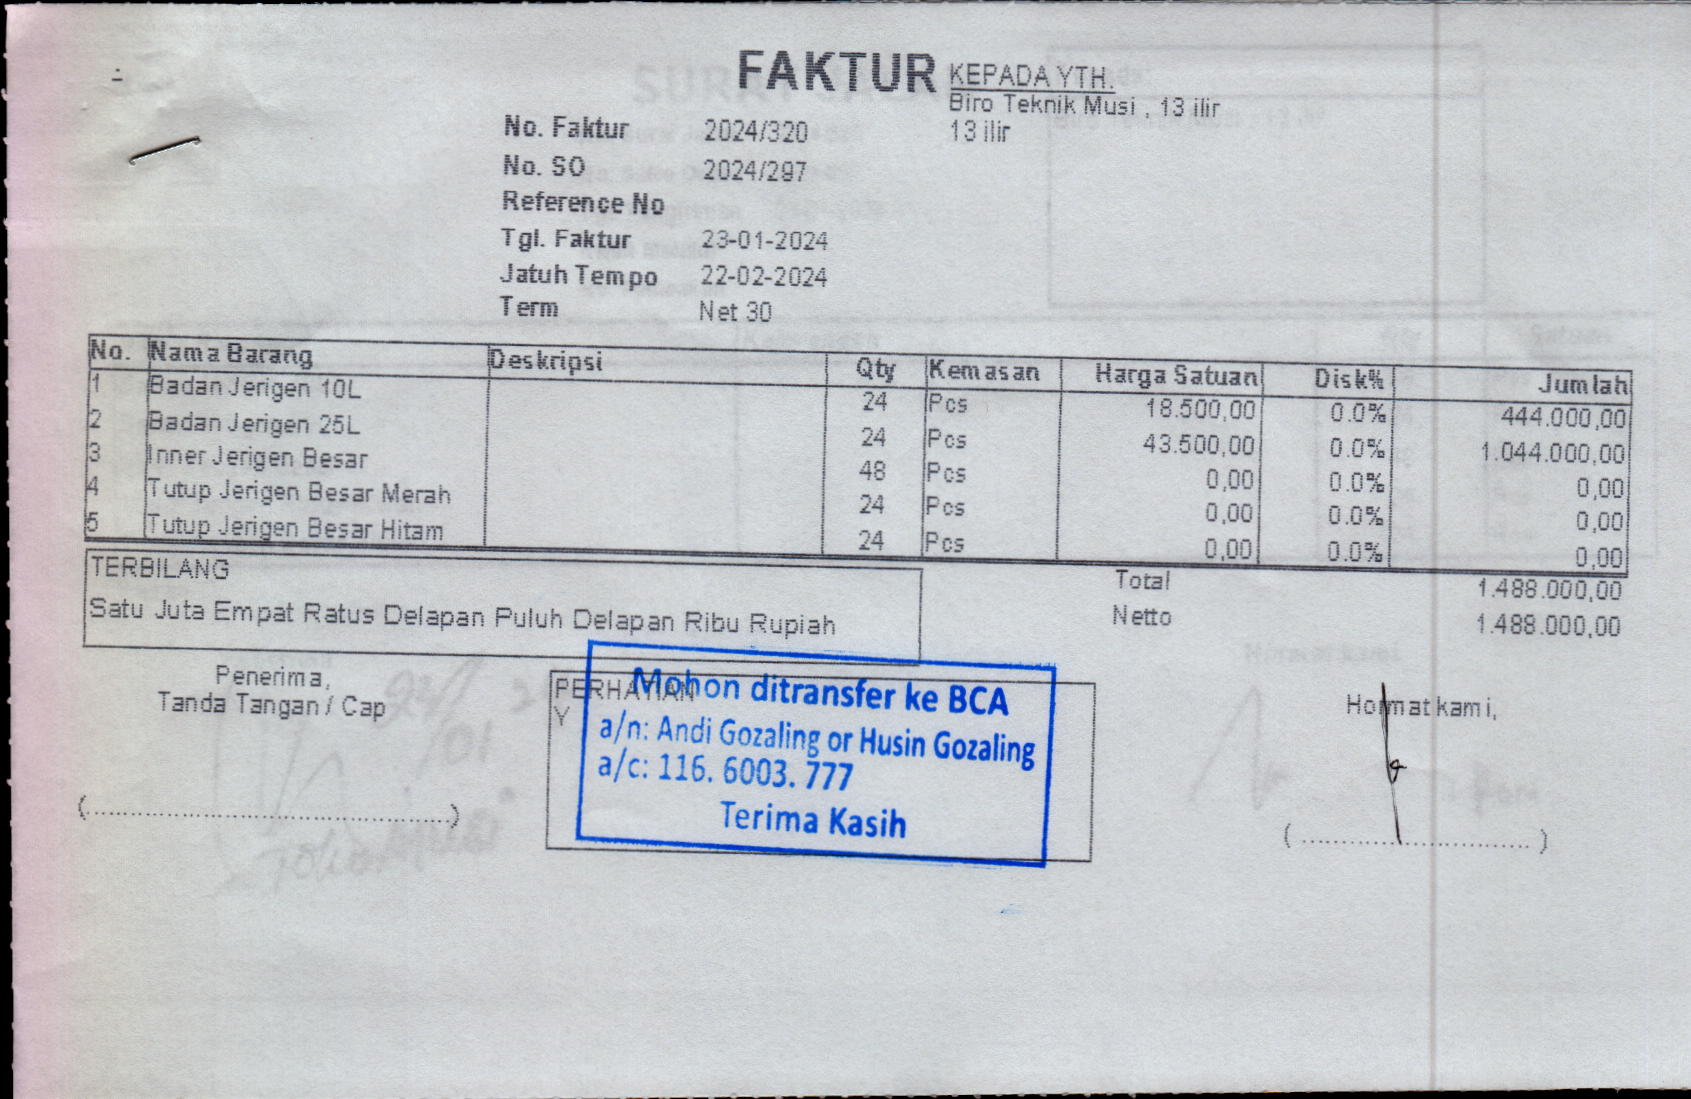 FAKTUR
KEPADA YTH.
Biro Teknik Musi , 13 ilir
13 ilir
No. Faktur 2024/320
No. SO 2024/297
Reference No
Tgl. Faktur 23-01-2024
Jatuh Tempo 22-02-2024
Term Net 30
No. Nama Barang Deskripsi Qty Kemasan Harga Satuan Disk% Jumlah
1 Badan Jerigen 10L 24 Pcs 18.500,00 0.0% 444.000,00
2 Badan Jerigen 25L 24 Pcs 43.500,00 0.0% 1.044.000,00
3 Inner Jerigen Besar 48 Pcs 0,00 0.0% 0,00
4 Tutup Jerigen Besar Merah 24 Pcs 0,00 0.0% 0,00
5 Tutup Jerigen Besar Hitam 24 Pcs 0,00 0.0% 0,00
TERBILANG
Satu Juta Empat Ratus Delapan Puluh Delapan Ribu Rupiah
Total 1.488.000,00
Netto 1.488.000,00
Penerima,
Tanda Tangan / Cap
(........................................................)
PERHATIAN
Y
Mohon ditransfer ke BCA
a/n: Andi Gozaling or Husin Gozaling
a/c: 116. 6003. 777
Terima Kasih
Hormat kami,
( ................................... )